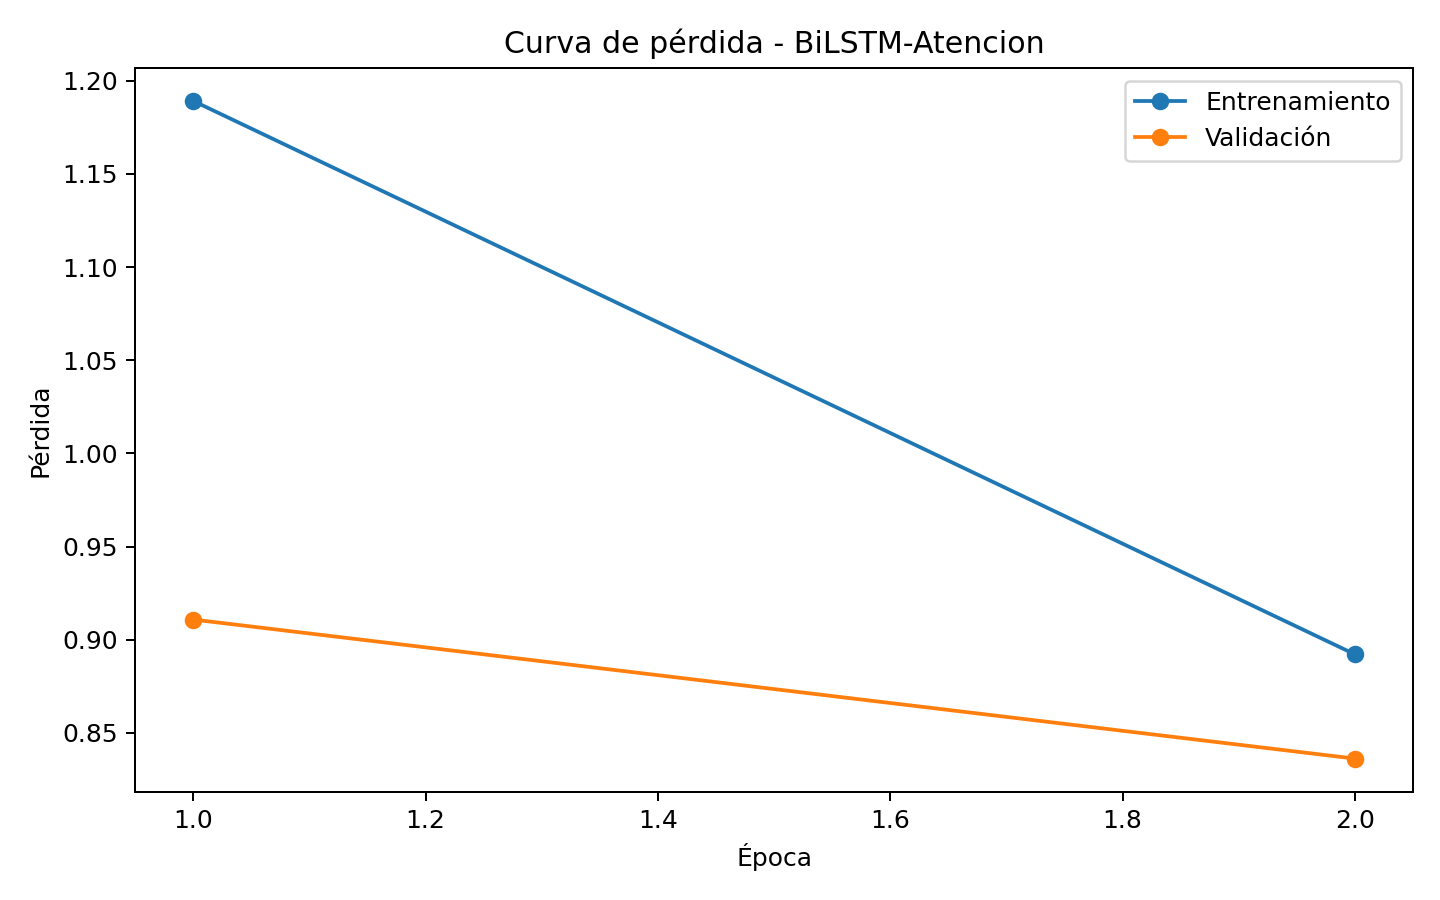 Curva de pérdida - BiLSTM-Atencion
Entrenamiento
Validación
1.20
1.15
1.10
1.05
1.00
0.95
0.90
0.85
Pérdida
1.0 1.2 1.4 1.6 1.8 2.0
Época